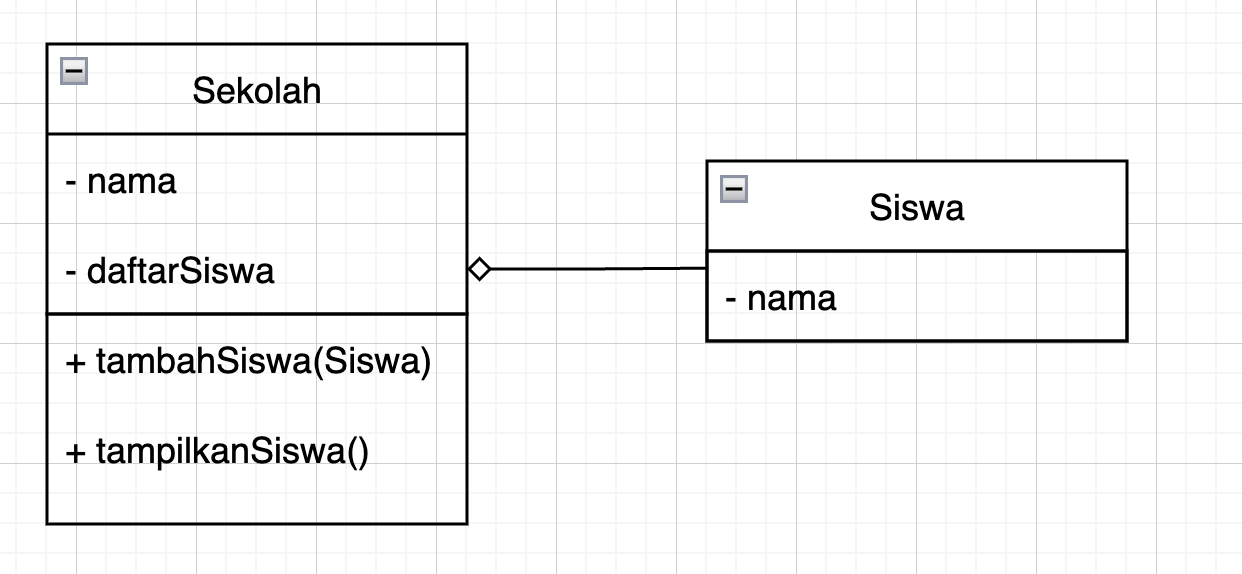 Sekolah
- nama
- daftarSiswa
+ tambahSiswa(Siswa)
+ tampilkanSiswa()
Siswa
- nama